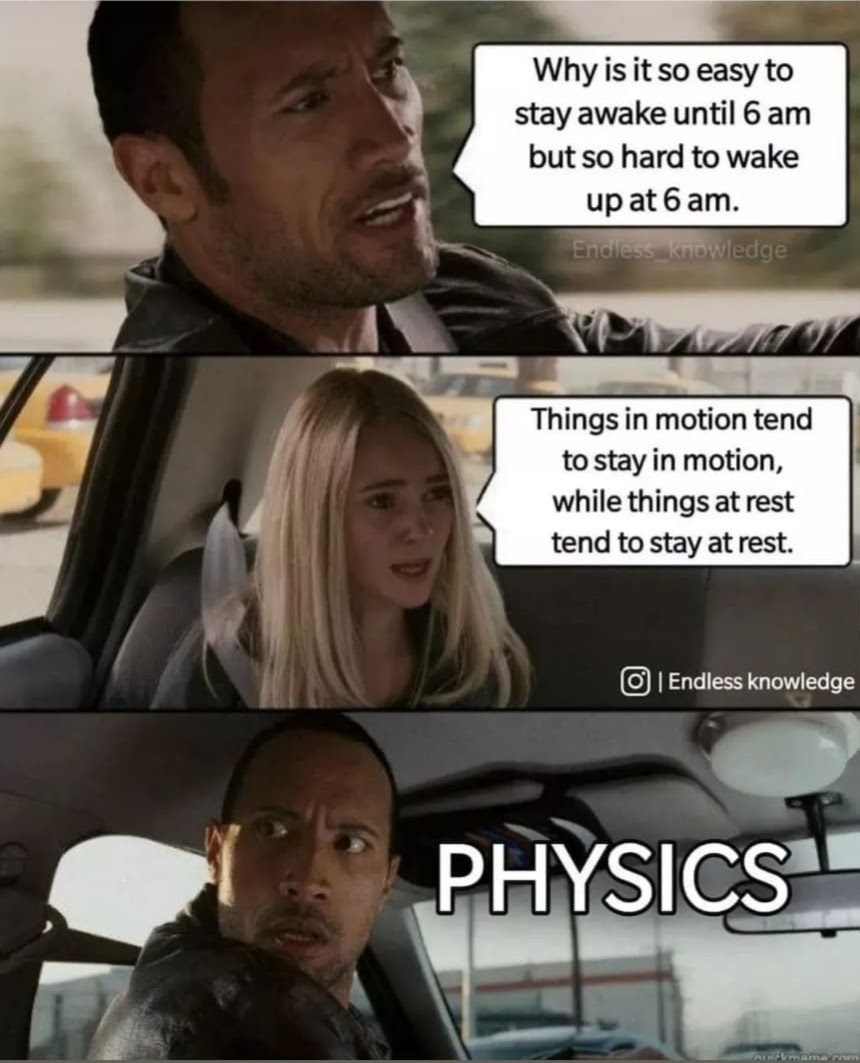 Why is it so easy to
stay awake until 6 am
but so hard to wake
up at 6 am.
Endless_knowledge
Things in motion tend
to stay in motion,
while things at rest
tend to stay at rest.
| Endless knowledge
PHYSICS
quickmeme.com